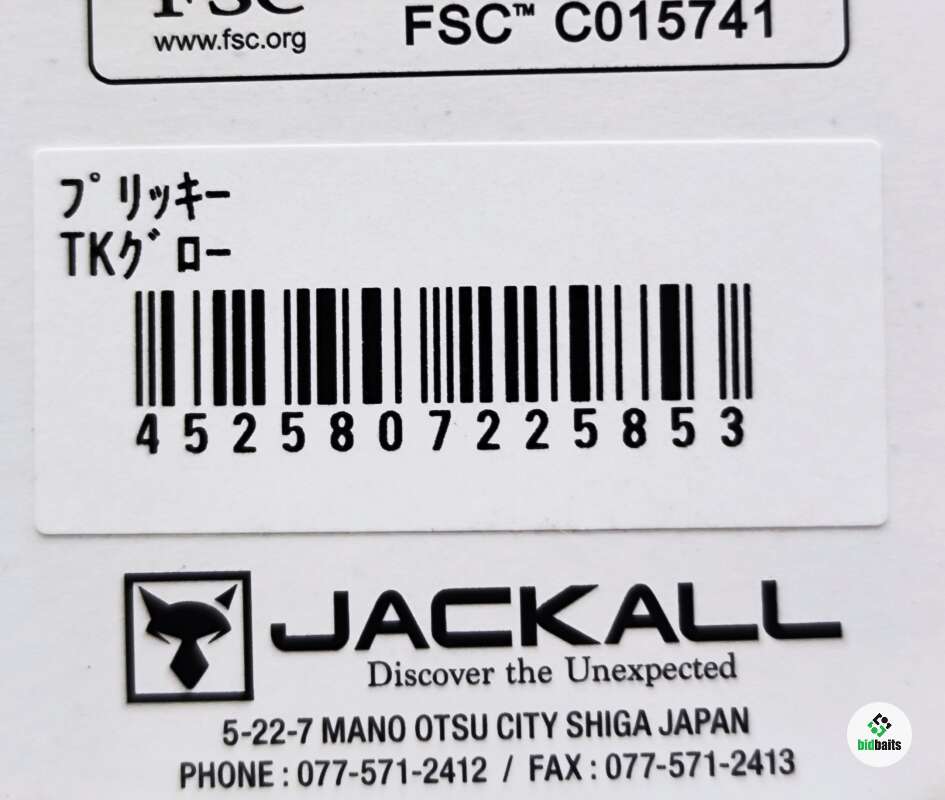 FSC
www.fsc.org
FSC™ C015741
ﾌﾟﾘｯｷｰ
TKｸﾞﾛｰ
4525807225853
JACKALL
Discover the Unexpected
5-22-7 MANO OTSU CITY SHIGA JAPAN
PHONE : 077-571-2412 / FAX : 077-571-2413
bidbaits